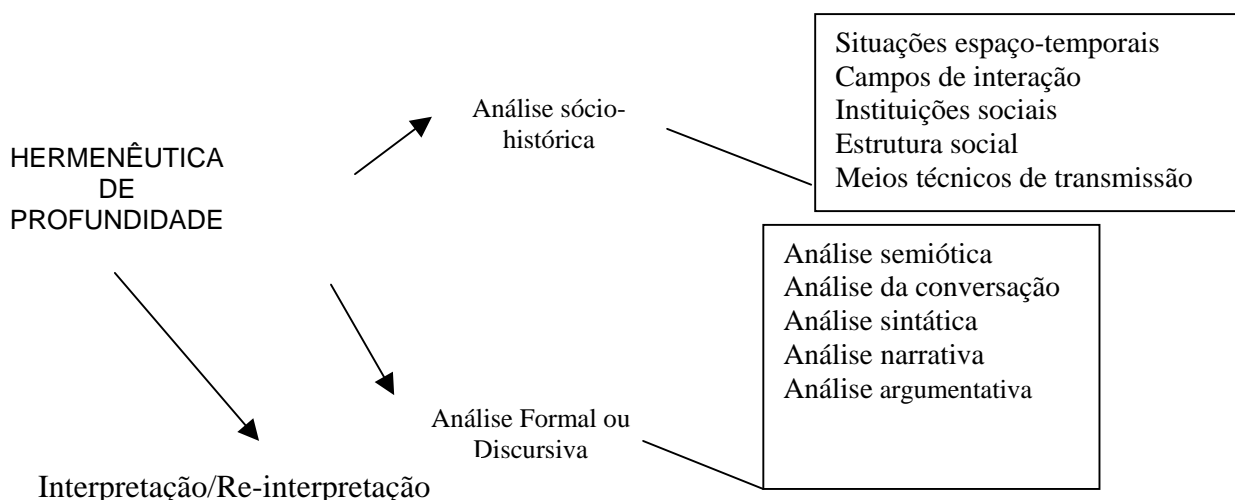 HERMENÊUTICA
DE
PROFUNDIDADE
Análise sócio-
histórica
Situações espaço-temporais
Campos de interação
Instituições sociais
Estrutura social
Meios técnicos de transmissão
Análise Formal ou
Discursiva
Análise semiótica
Análise da conversação
Análise sintática
Análise narrativa
Análise argumentativa
Interpretação/Re-interpretação